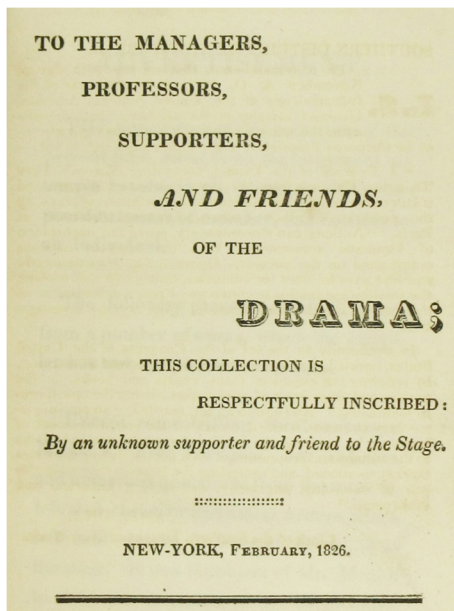 TO THE MANAGERS,
PROFESSORS,
SUPPORTERS,
AND FRIENDS,
OF THE
DRAMA;
THIS COLLECTION IS
RESPECTFULLY INSCRIBED:
By an unknown supporter and friend to the Stage.
NEW-YORK, FEBRUARY, 1826.